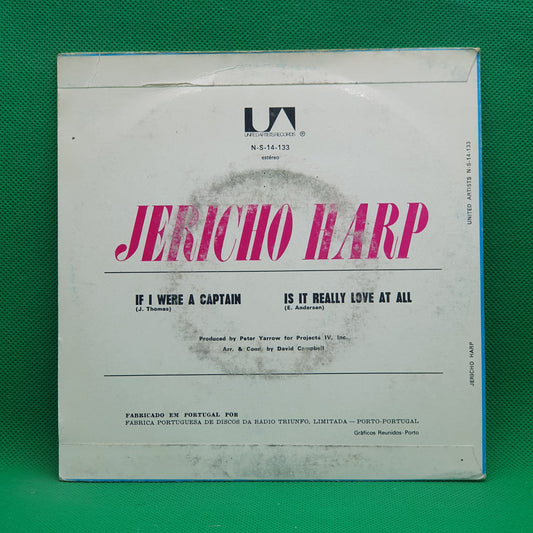 UA
UNITED ARTISTS RECORDS ℗
N-S-14-133
estéreo
JERICHO HARP
IF I WERE A CAPTAIN
(J. Thomas)
IS IT REALLY LOVE AT ALL
(E. Andersen)
Produced by Peter Yarrow for Projects IV, Inc.
Arr. & Cond. by David Campbell
FABRICADO EM PORTUGAL POR
FABRICA PORTUGUESA DE DISCOS DA RÁDIO TRIUNFO, LIMITADA — PORTO-PORTUGAL
Gráficos Reunidos-Porto
UNITED ARTISTS N-S-14-133
JERICHO HARP